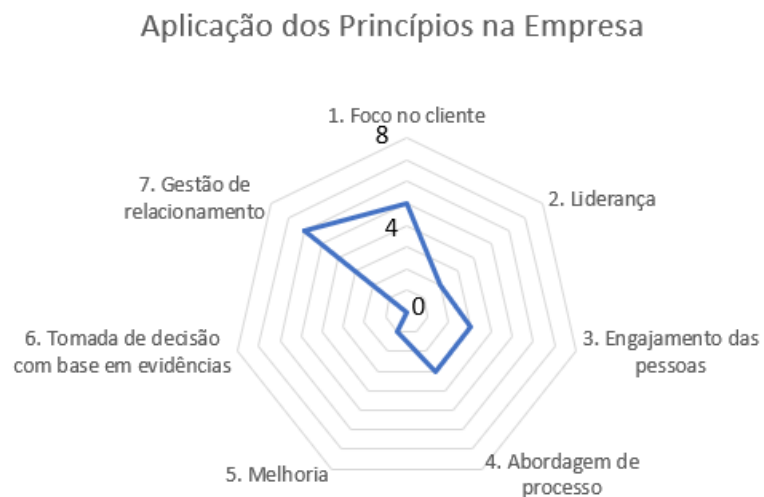 Aplicação dos Princípios na Empresa
1. Foco no cliente
8
7. Gestão de
relacionamento
2. Liderança
4
0
6. Tomada de decisão
com base em evidências
3. Engajamento das
pessoas
5. Melhoria
4. Abordagem de
processo